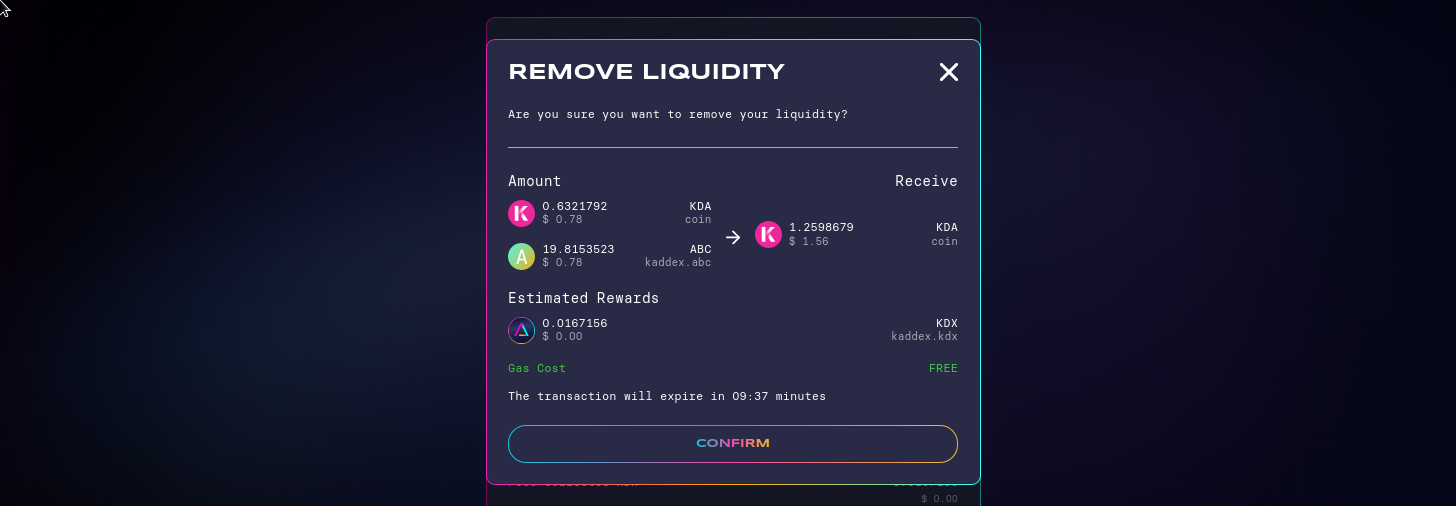 REMOVE LIQUIDITY
Are you sure you want to remove your liquidity?
Amount
Receive
0.6321792 KDA
$ 0.78 coin
19.8153523 ABC
$ 0.78 kaddex.abc
1.2598679 KDA
$ 1.56 coin
Estimated Rewards
0.0167156 KDX
$ 0.00 kaddex.kdx
Gas Cost FREE
The transaction will expire in 09:37 minutes
CONFIRM
$ 0.00